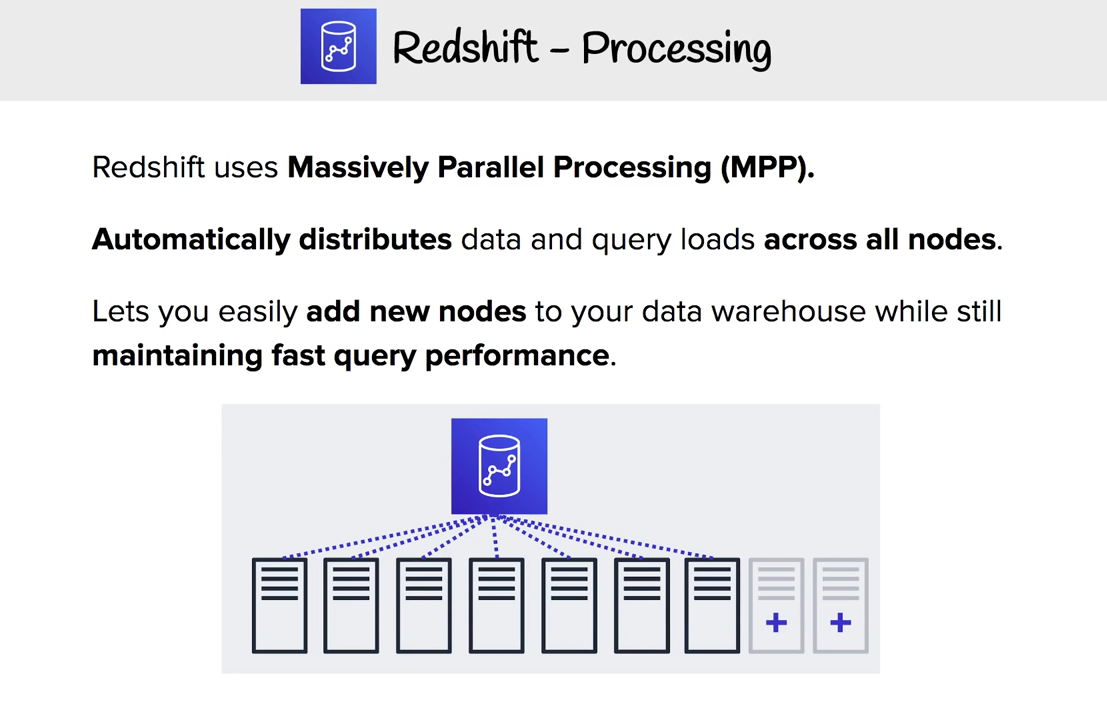 Redshift – Processing
Redshift uses Massively Parallel Processing (MPP).
Automatically distributes data and query loads across all nodes.
Lets you easily add new nodes to your data warehouse while still
maintaining fast query performance.
+ +